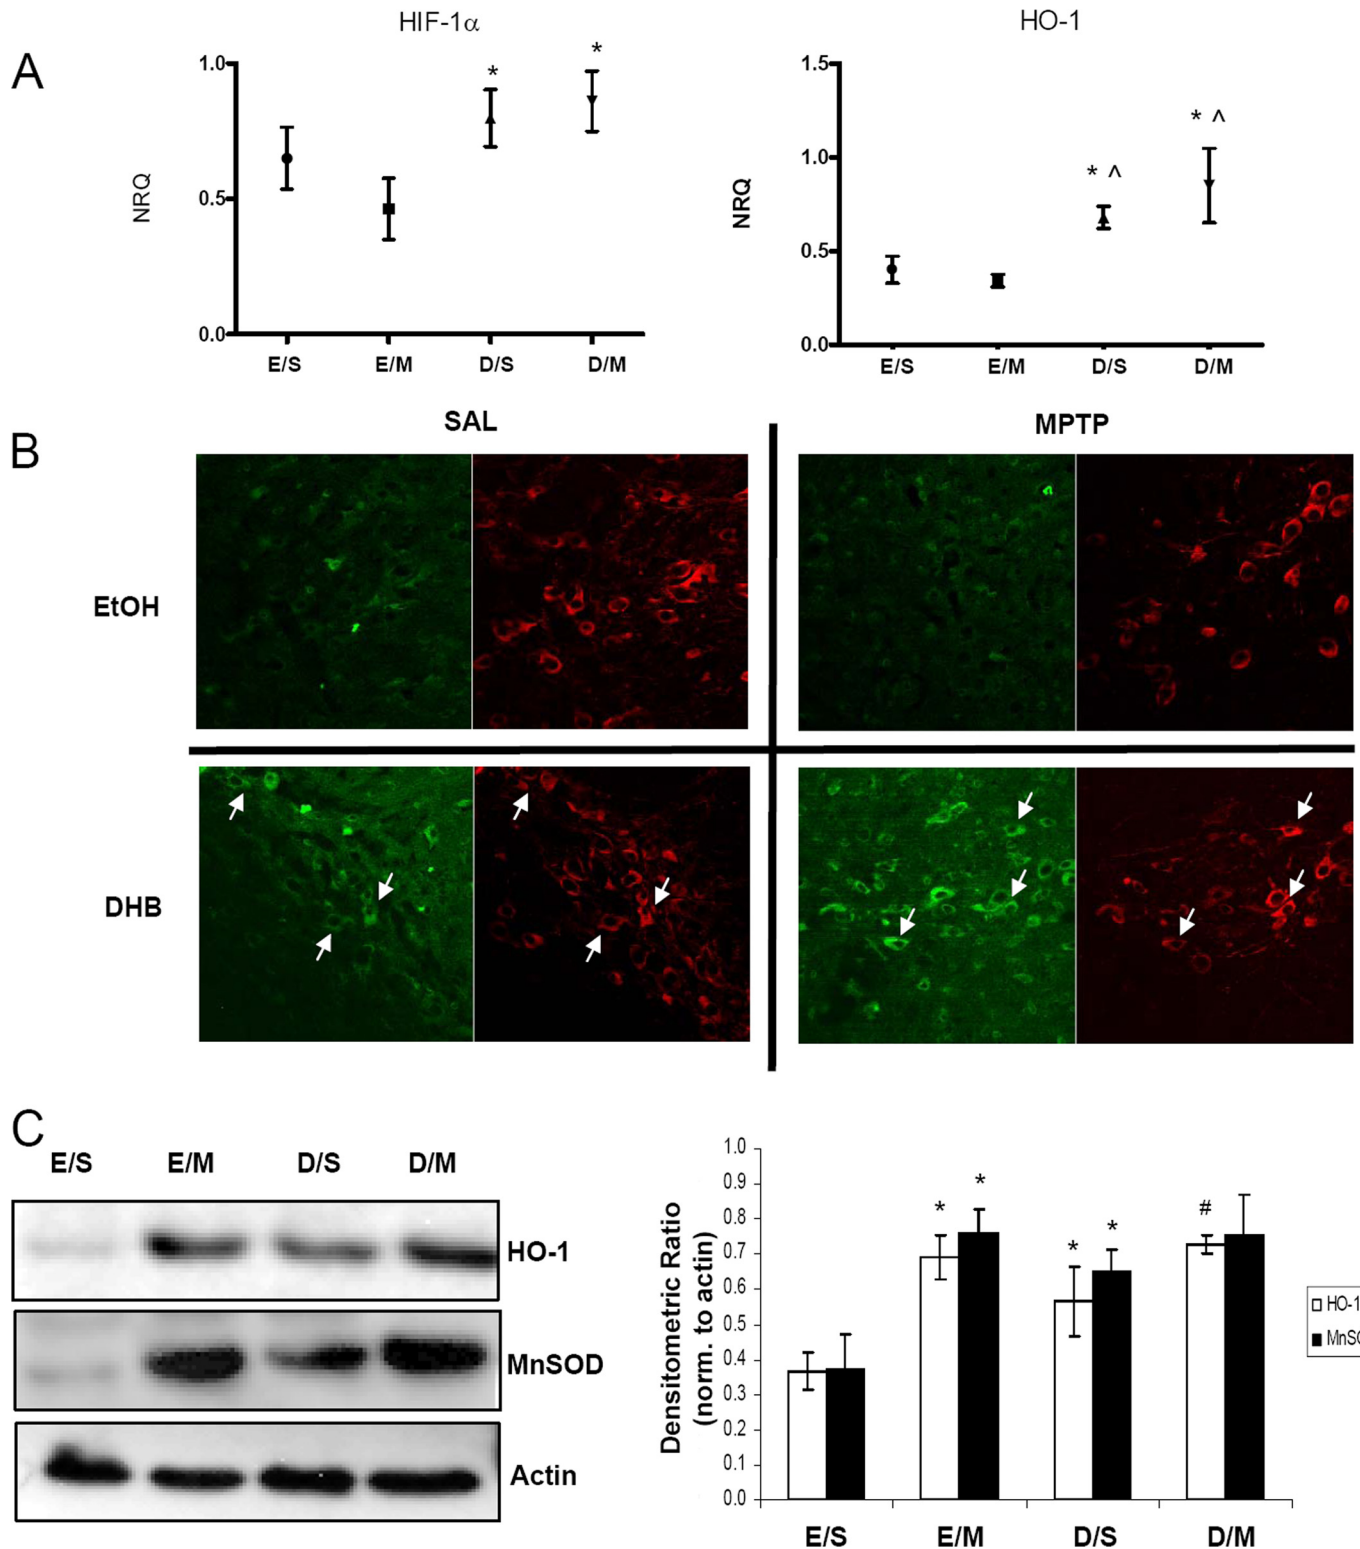 A
HIF-1α
*
*
1.0
0.5
0.0
NRQ
E/S E/M D/S D/M
HO-1
* ^
* ^
1.5
1.0
0.5
0.0
NRQ
E/S E/M D/S D/M
B
SAL MPTP
EtOH
DHB
C
E/S E/M D/S D/M
HO-1
MnSOD
Actin
1.0
0.9
0.8
0.7
0.6
0.5
0.4
0.3
0.2
0.1
0.0
Densitometric Ratio
(norm. to actin)
* * * * #
HO-1
MnSO
E/S E/M D/S D/M